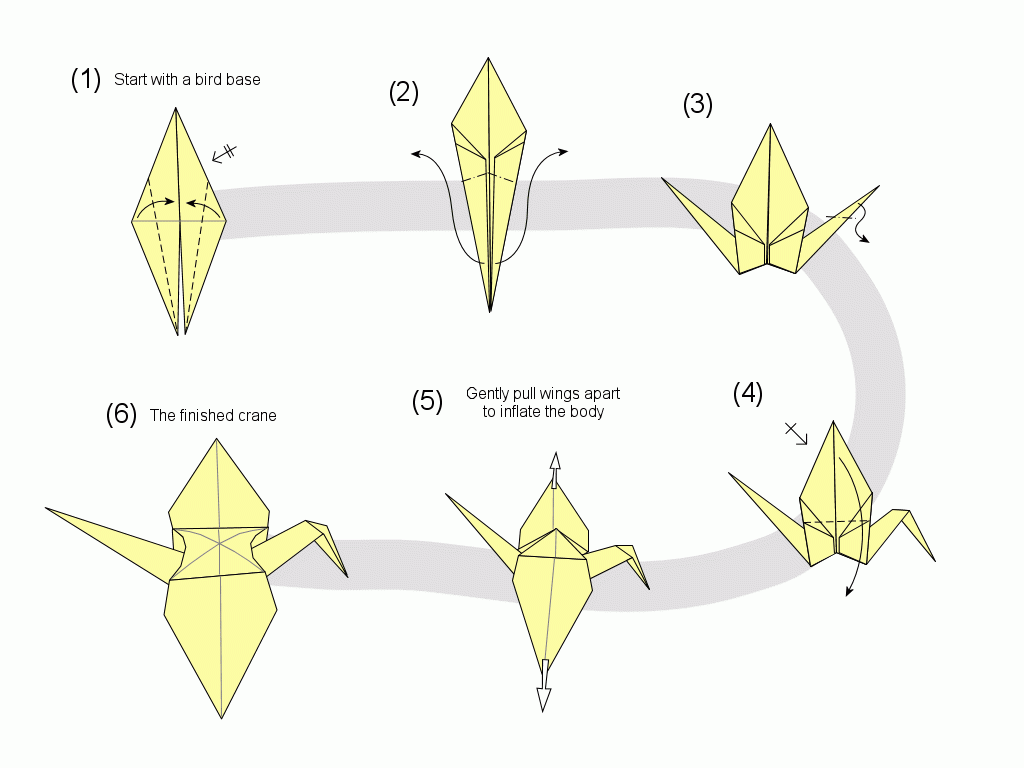 (1) Start with a bird base
(2)
(3)
(4)
(5) Gently pull wings apart
to inflate the body
(6) The finished crane